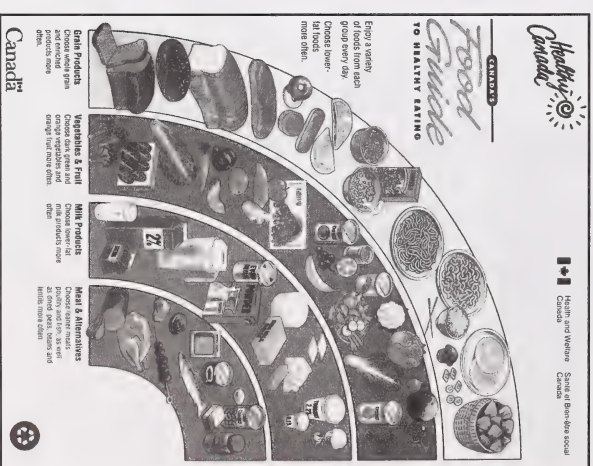 Healthy
Canada
Health and Welfare
Canada
Santé et Bien-être social
Canada
CANADA'S
Food
Guide
TO HEALTHY EATING
Enjoy a variety
of foods from each
group every day.
Choose lower-
fat foods
more often.
Grain Products
Choose whole grain
and enriched
products more
often.
Vegetables & Fruit
Choose dark green and
orange vegetables and
orange fruit more often.
Milk Products
Choose lower-fat
milk products more
often
Meat & Alternatives
Choose leaner meats,
poultry and fish, as well
as dried peas, beans and
lentils more often
2%
Canada